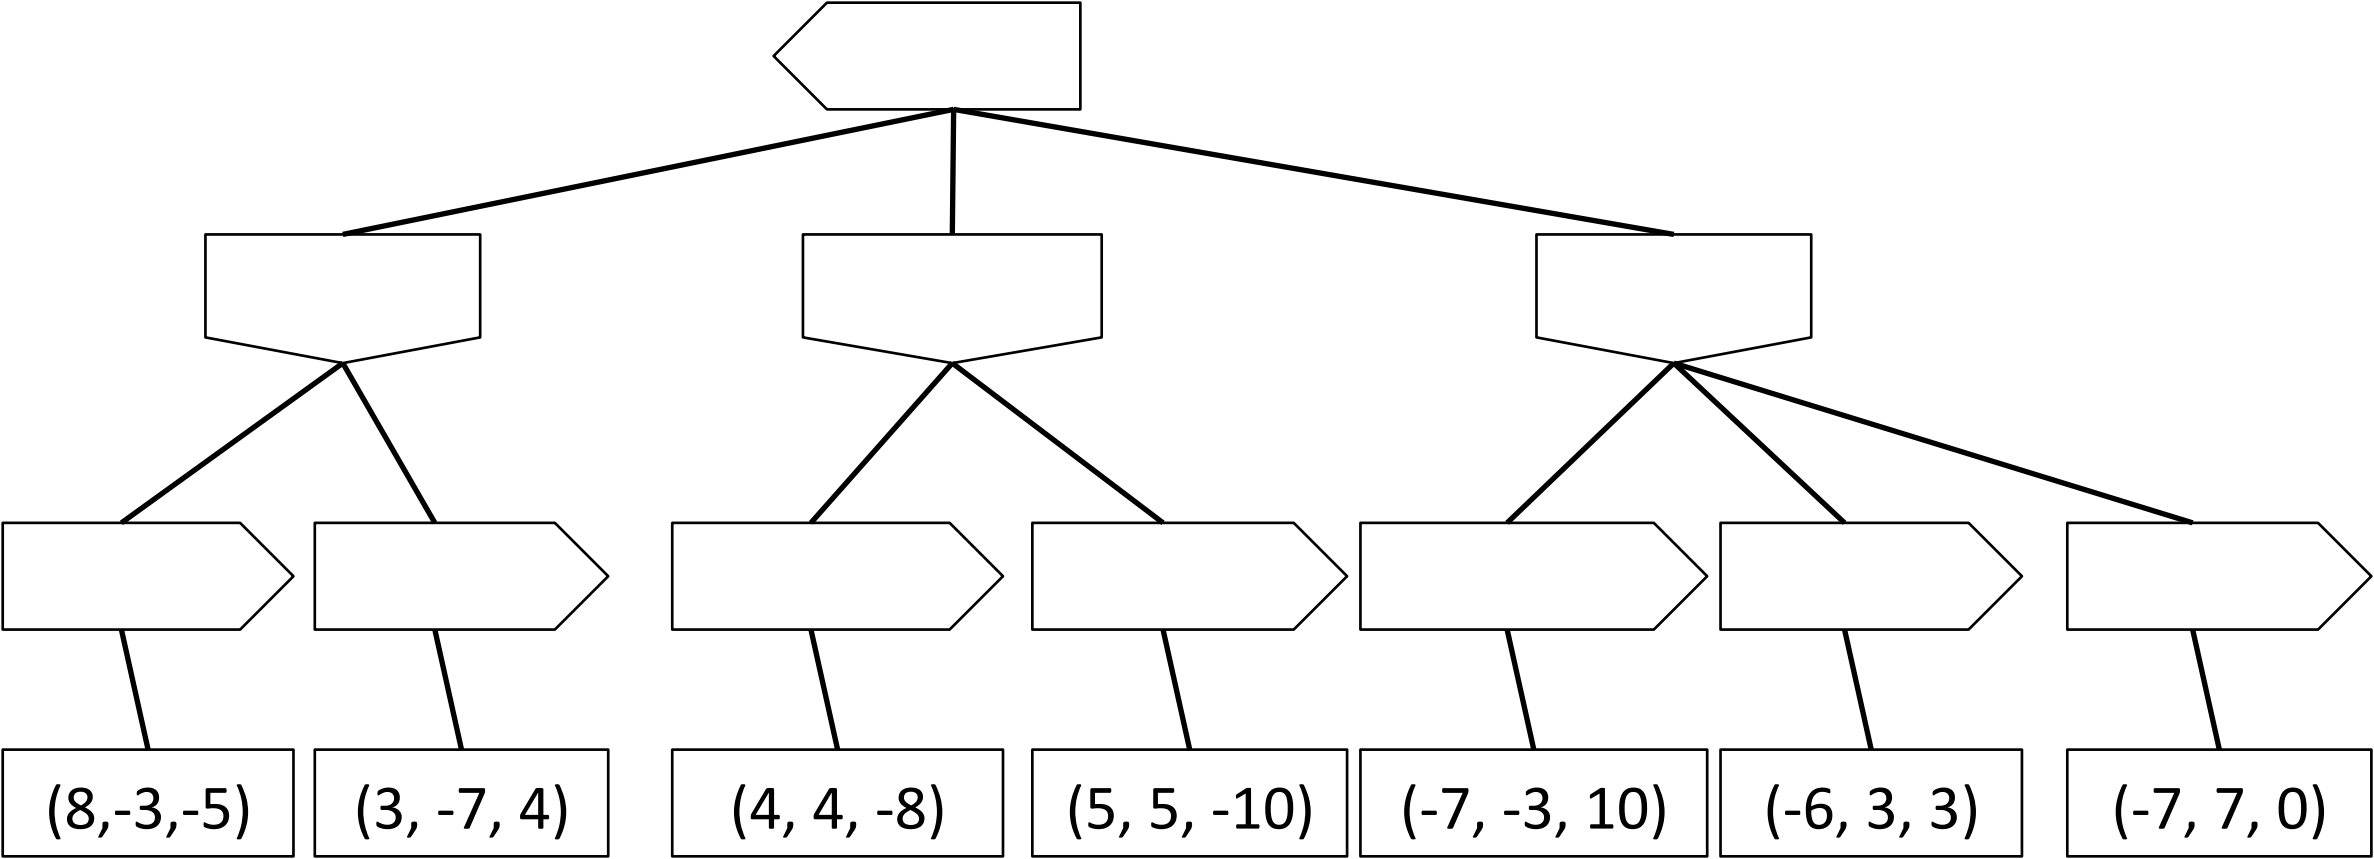 (8,-3,-5) (3, -7, 4) (4, 4, -8) (5, 5, -10) (-7, -3, 10) (-6, 3, 3) (-7, 7, 0)